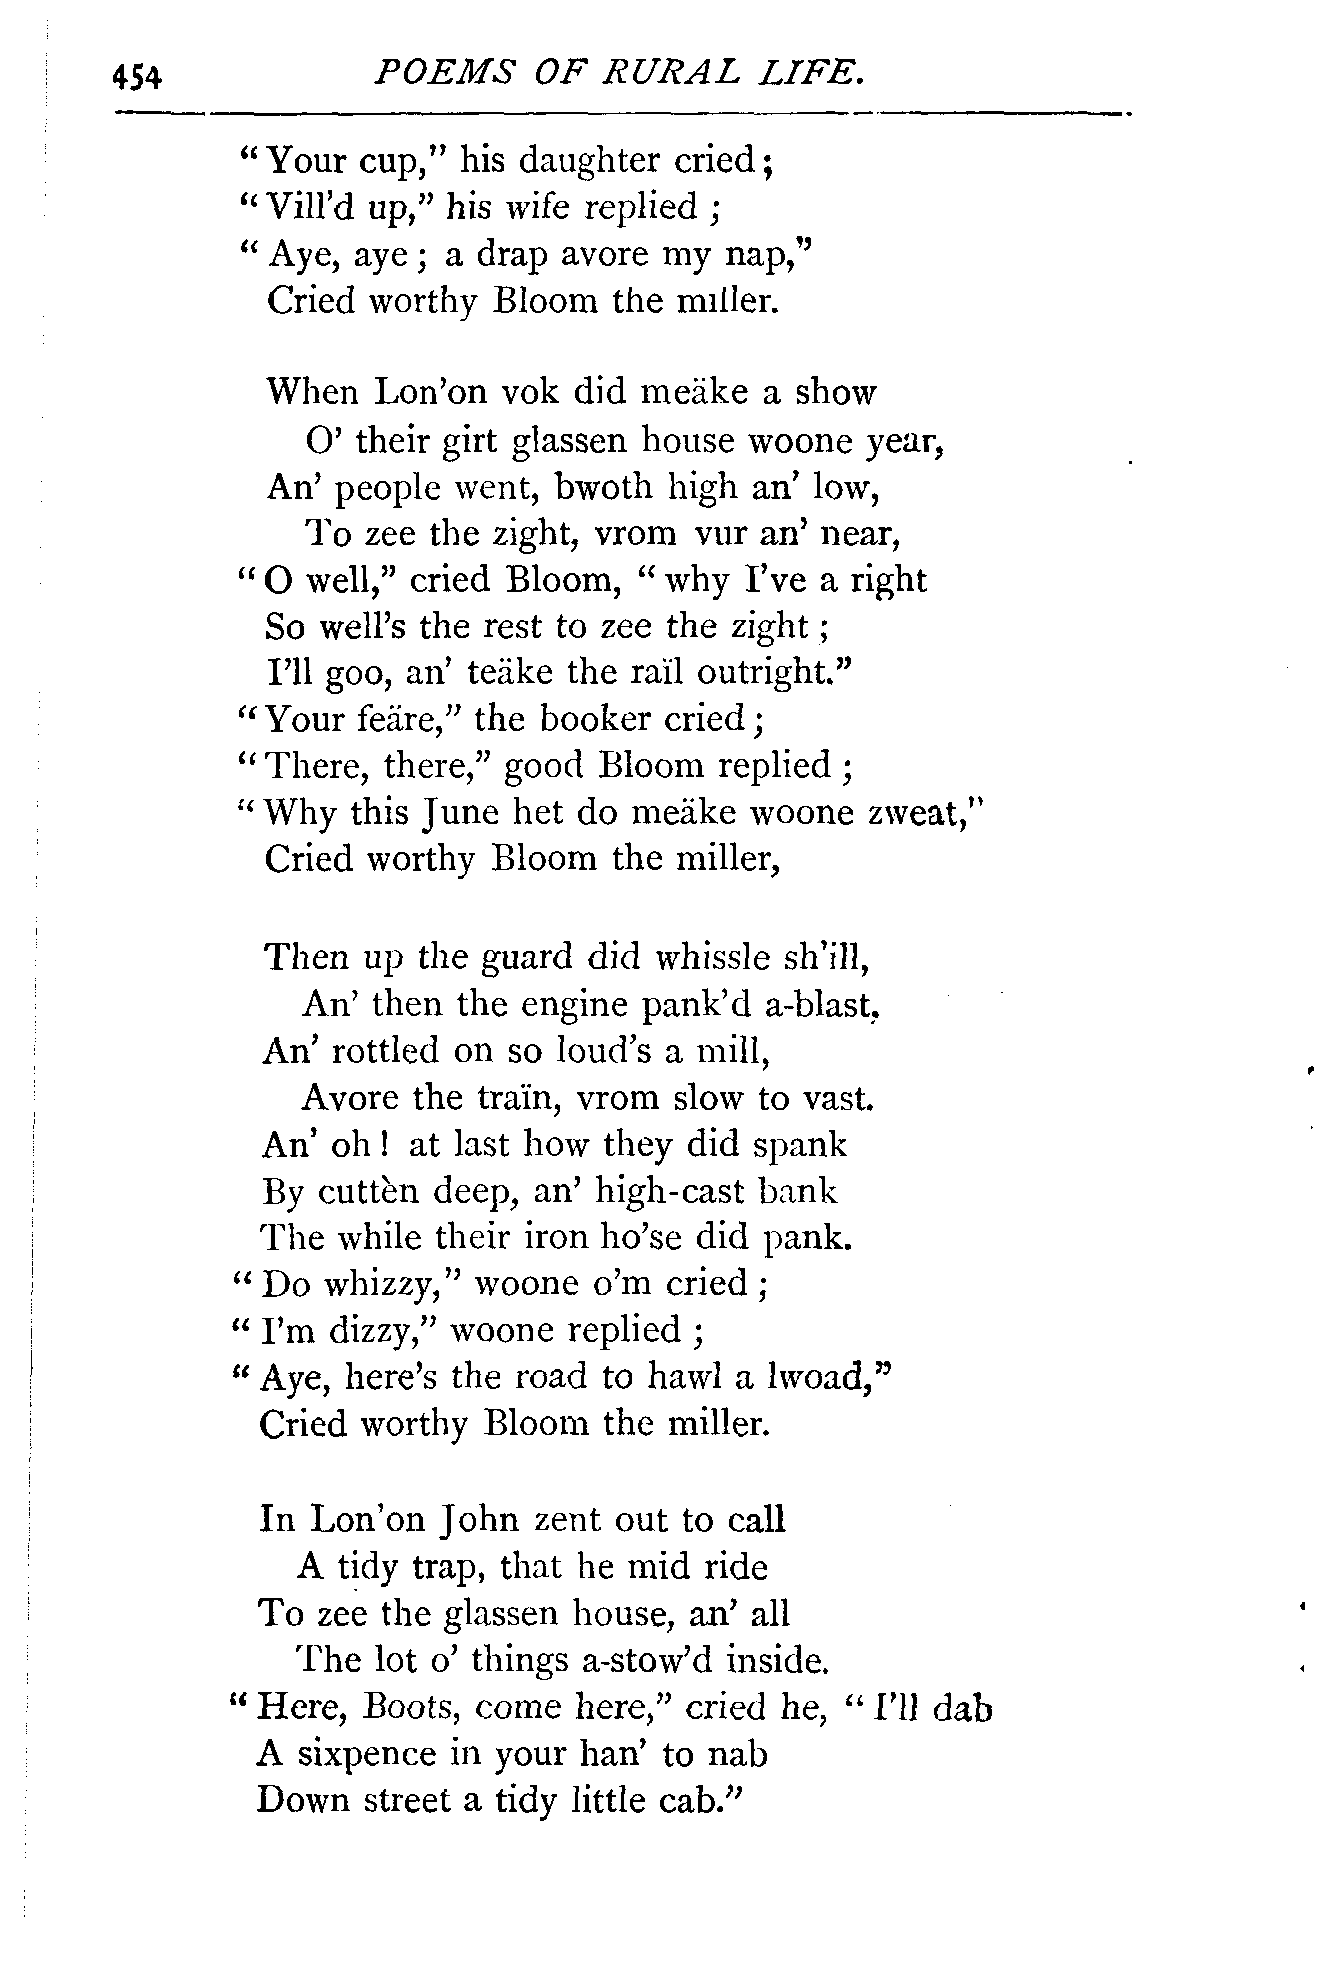 454 POEMS OF RURAL LIFE.
“Your cup,” his daughter cried;
“Vill’d up,” his wife replied ;
“Aye, aye ; a drap avore my nap,”
Cried worthy Bloom the miller.

When Lon’on vok did meäke a show
O’ their girt glassen house woone year,
An’ people went, bwoth high an’ low,
To zee the zight, vrom vur an’ near,
“O well,” cried Bloom, “why I’ve a right
So well’s the rest to zee the zight ;
I’ll goo, an’ teäke the raïl outright.”
“Your feäre,” the booker cried ;
“There, there,” good Bloom replied ;
“Why this June het do meäke woone zweat,”
Cried worthy Bloom the miller,

Then up the guard did whissle sh’ill,
An’ then the engine pank’d a-blast,
An’ rottled on so loud’s a mill,
Avore the traïn, vrom slow to vast.
An’ oh ! at last how they did spank
By cuttèn deep, an’ high-cast bank
The while their iron ho’se did pank.
“Do whizzy,” woone o’m cried ;
“I’m dizzy,” woone replied ;
“Aye, here’s the road to hawl a lwoad,”
Cried worthy Bloom the miller.

In Lon’on John zent out to call
A tidy trap, that he mid ride
To zee the glassen house, an’ all
The lot o’ things a-stow’d inside.
“Here, Boots, come here,” cried he, “I’ll dab
A sixpence in your han’ to nab
Down street a tidy little cab.”